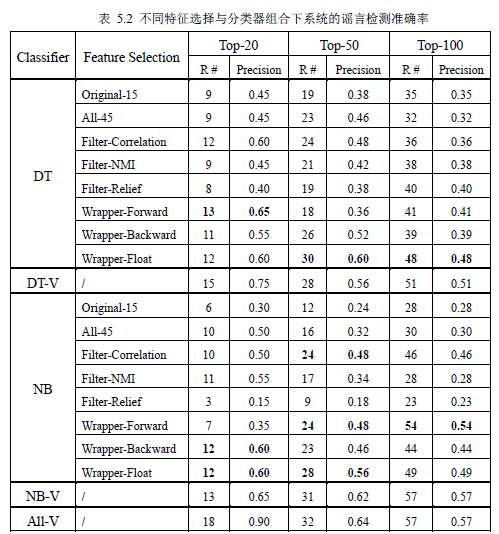 表 5.2 不同特征选择与分类器组合下系统的谣言检测准确率
Classifier Feature Selection Top-20 Top-50 Top-100
R # Precision R # Precision R # Precision
DT
Original-15 9 0.45 19 0.38 35 0.35
All-45 9 0.45 23 0.46 32 0.32
Filter-Correlation 12 0.60 24 0.48 36 0.36
Filter-NMI 9 0.45 21 0.42 38 0.38
Filter-Relief 8 0.40 19 0.38 40 0.40
Wrapper-Forward 13 0.65 18 0.36 41 0.41
Wrapper-Backward 11 0.55 26 0.52 39 0.39
Wrapper-Float 12 0.60 30 0.60 48 0.48
DT-V / 15 0.75 28 0.56 51 0.51
NB
Original-15 6 0.30 12 0.24 28 0.28
All-45 10 0.50 16 0.32 30 0.30
Filter-Correlation 10 0.50 24 0.48 46 0.46
Filter-NMI 11 0.55 17 0.34 28 0.28
Filter-Relief 3 0.15 9 0.18 23 0.23
Wrapper-Forward 7 0.35 24 0.48 54 0.54
Wrapper-Backward 12 0.60 23 0.46 44 0.44
Wrapper-Float 12 0.60 28 0.56 49 0.49
NB-V / 13 0.65 31 0.62 57 0.57
All-V / 18 0.90 32 0.64 57 0.57